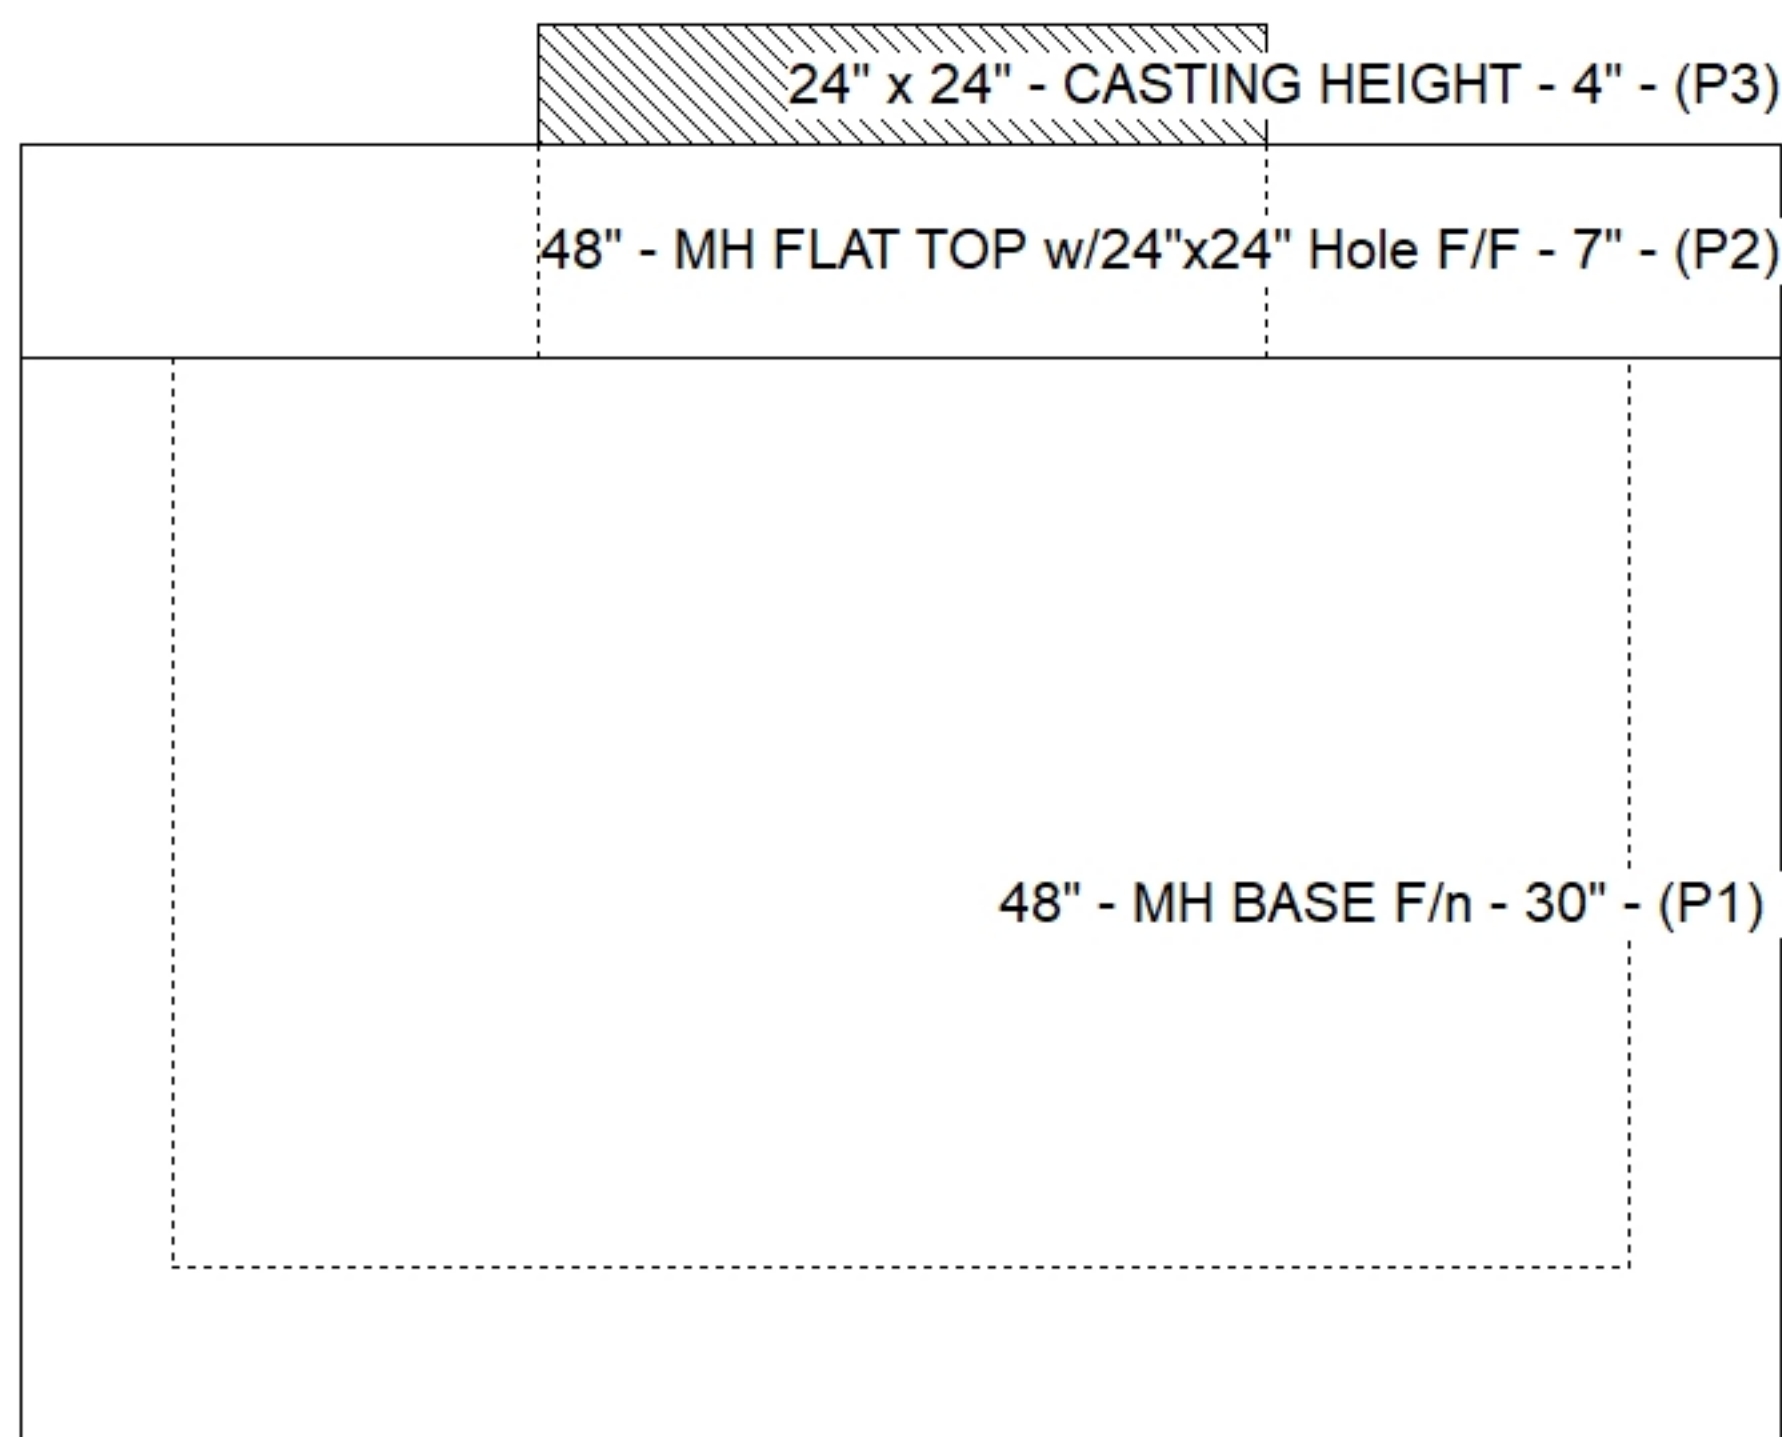 24" x 24" - CASTING HEIGHT - 4" - (P3)
48" - MH FLAT TOP w/24"x24" Hole F/F - 7" - (P2)
48" - MH BASE F/n - 30" - (P1)